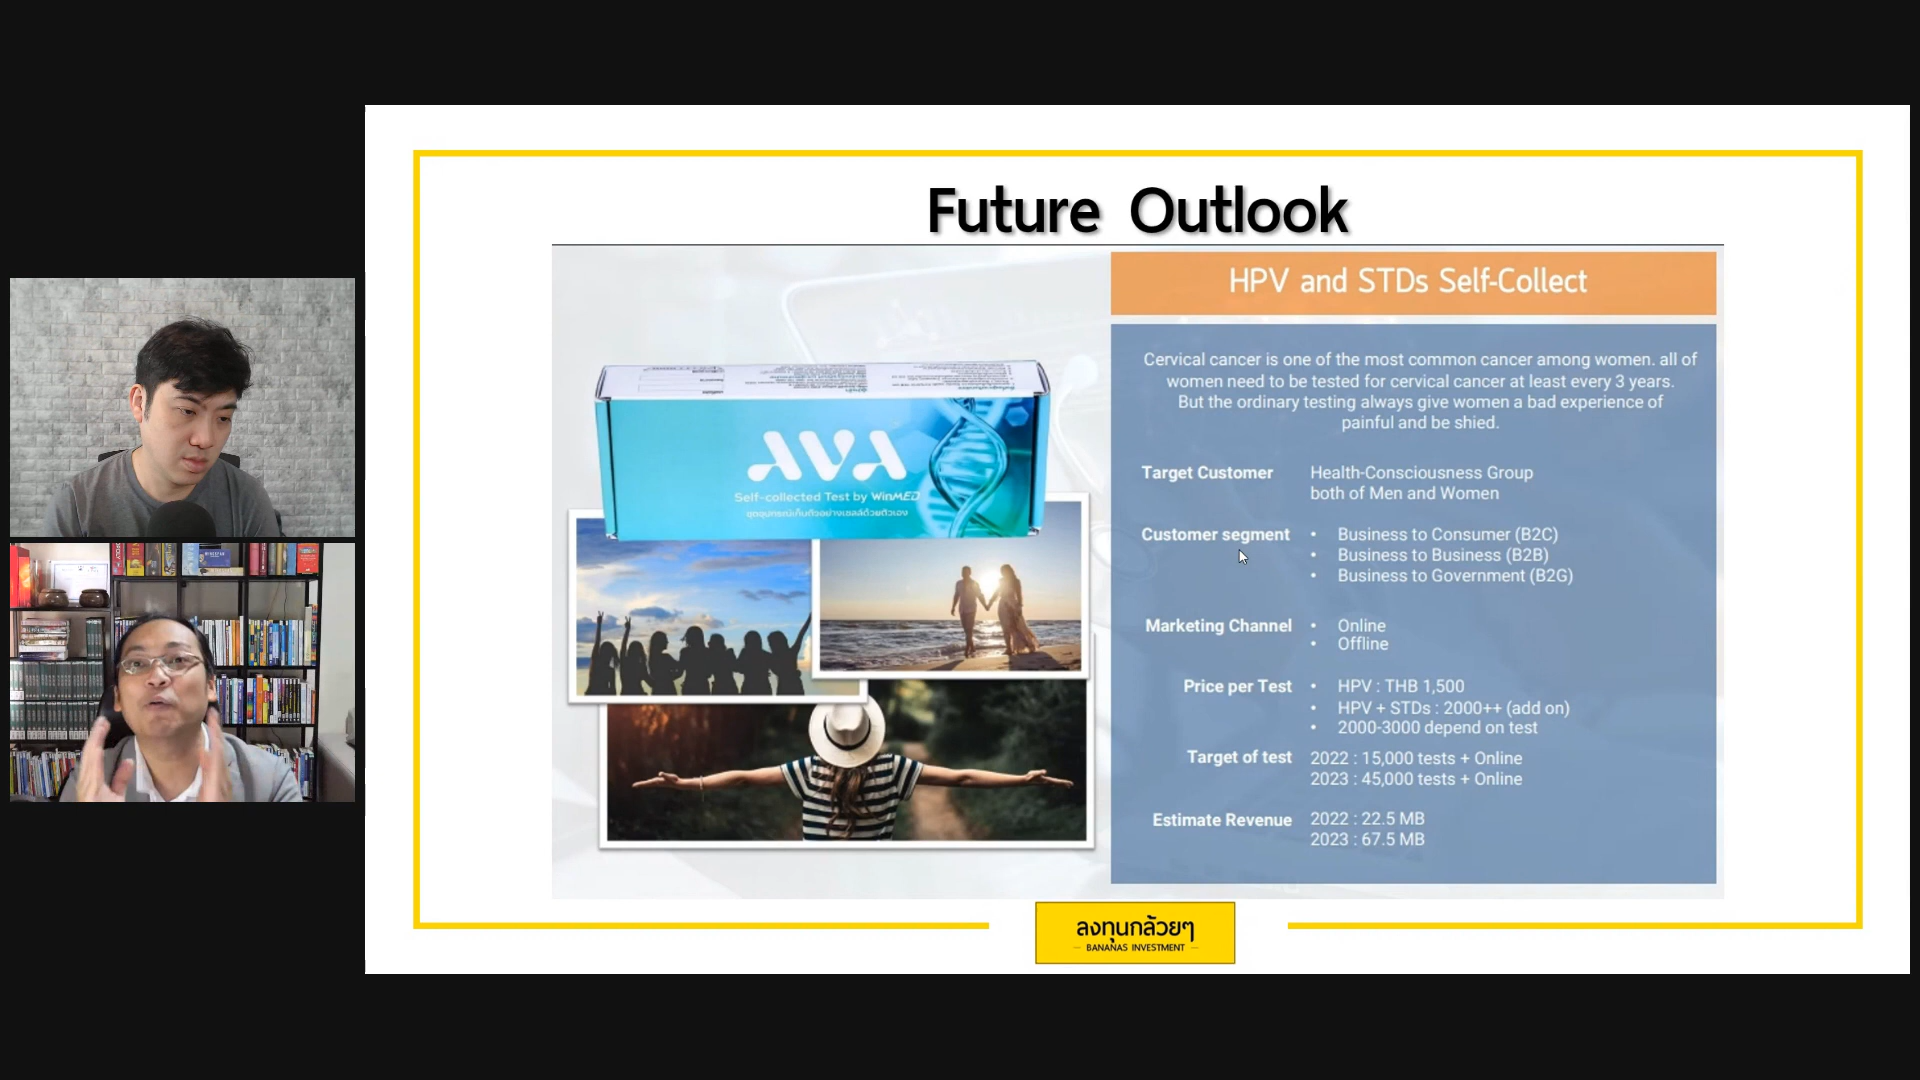 Future Outlook
AVA
Self-collected Test by WinMED
ชุดอุปกรณ์เก็บตัวอย่างเซลล์ด้วยตัวเอง
HPV and STDs Self-Collect
Cervical cancer is one of the most common cancer among women. all of
women need to be tested for cervical cancer at least every 3 years.
But the ordinary testing always give women a bad experience of
painful and be shied.
Target Customer Health-Consciousness Group
both of Men and Women
Customer segment • Business to Consumer (B2C)
• Business to Business (B2B)
• Business to Government (B2G)
Marketing Channel • Online
• Offline
Price per Test • HPV : THB 1,500
• HPV + STDs : 2000++ (add on)
• 2000-3000 depend on test
Target of test 2022 : 15,000 tests + Online
2023 : 45,000 tests + Online
Estimate Revenue 2022 : 22.5 MB
2023 : 67.5 MB
ลงทุนกล้วยๆ
BANANAS INVESTMENT